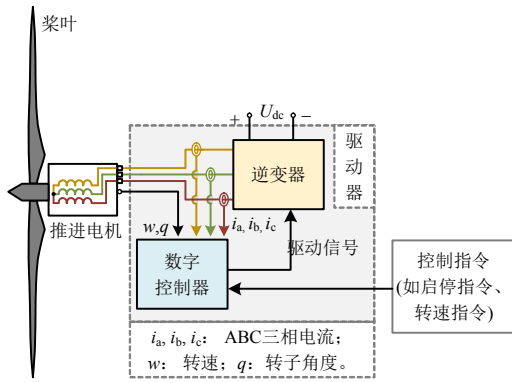 桨叶
+ Udc −
驱动器
逆变器
推进电机
w,q
ia, ib, ic
驱动信号
数字
控制器
控制指令
(如启停指令、
转速指令)
ia, ib, ic： ABC三相电流；
w： 转速；q：转子角度。